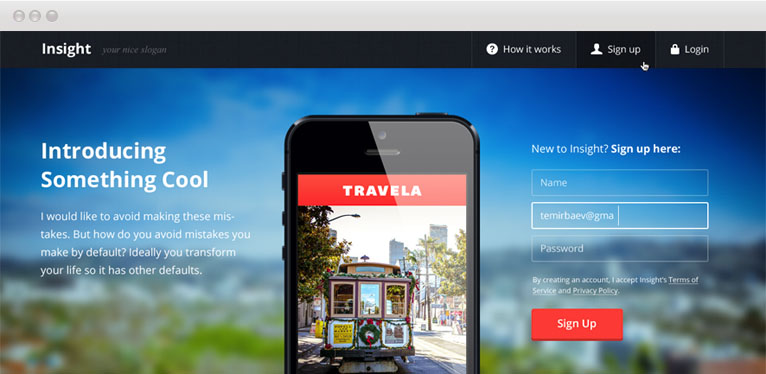 Insight your nice slogan
How it works
Sign up
Login
Introducing
Something Cool
I would like to avoid making these mis-
takes. But how do you avoid mistakes you
make by default? Ideally you transform
your life so it has other defaults.
TRAVELA
New to Insight? Sign up here:
Name
temirbaev@gma
Password
By creating an account, I accept Insight's Terms of
Service and Privacy Policy.
Sign Up